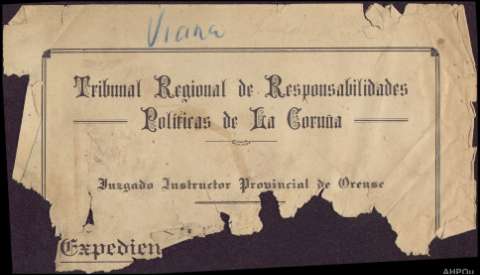 Viana
Tribunal Regional de Responsabilidades
Políticas de La Coruña
Juzgado Instructor Provincial de Orense
Expedien
AHPOu